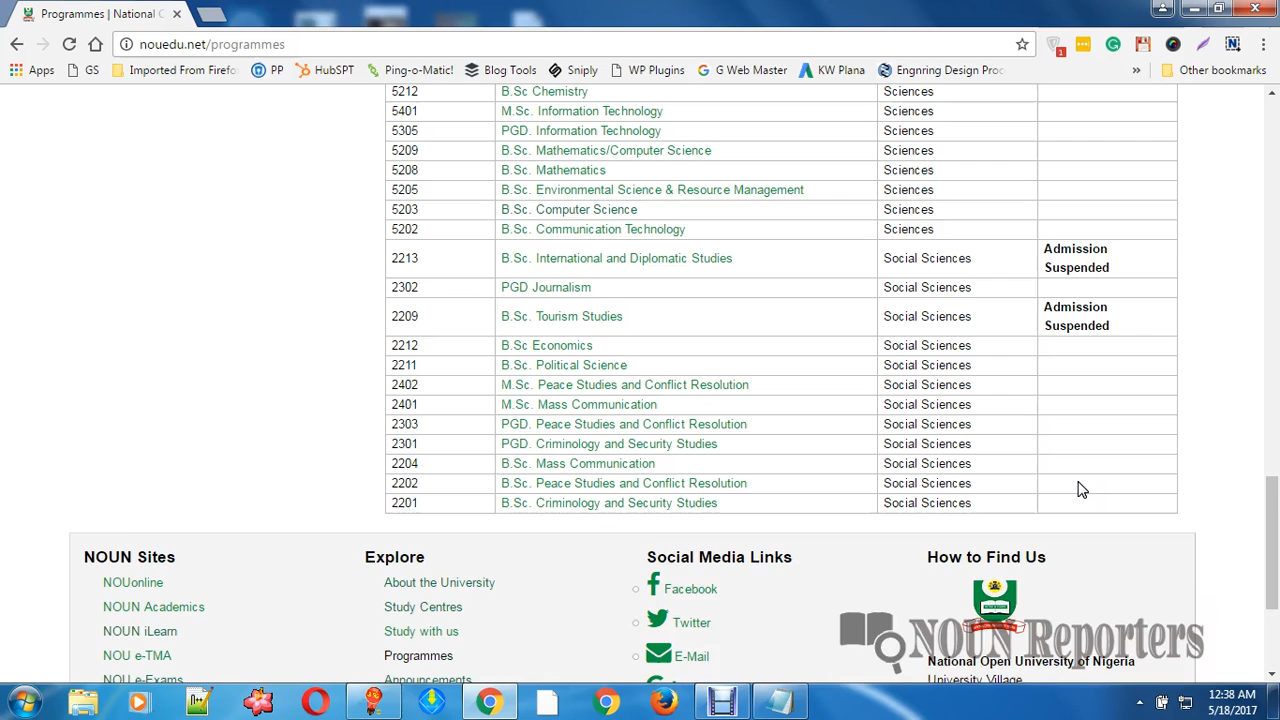 Programmes | National O
nouedu.net/programmes
1
Apps
GS
Imported From Firefo
PP
HubSPT
Ping-o-Matic!
Blog Tools
Sniply
WP Plugins
G Web Master
KW Plana
Engnring Design Proc
»
Other bookmarks
5212 B.Sc Chemistry Sciences
5401 M.Sc. Information Technology Sciences
5305 PGD. Information Technology Sciences
5209 B.Sc. Mathematics/Computer Science Sciences
5208 B.Sc. Mathematics Sciences
5205 B.Sc. Environmental Science & Resource Management Sciences
5203 B.Sc. Computer Science Sciences
5202 B.Sc. Communication Technology Sciences
2213 B.Sc. International and Diplomatic Studies Social Sciences Admission
Suspended
2302 PGD Journalism Social Sciences
2209 B.Sc. Tourism Studies Social Sciences Admission
Suspended
2212 B.Sc Economics Social Sciences
2211 B.Sc. Political Science Social Sciences
2402 M.Sc. Peace Studies and Conflict Resolution Social Sciences
2401 M.Sc. Mass Communication Social Sciences
2303 PGD. Peace Studies and Conflict Resolution Social Sciences
2301 PGD. Criminology and Security Studies Social Sciences
2204 B.Sc. Mass Communication Social Sciences
2202 B.Sc. Peace Studies and Conflict Resolution Social Sciences
2201 B.Sc. Criminology and Security Studies Social Sciences
NOUN Sites
NOUonline
NOUN Academics
NOUN iLearn
NOU e-TMA
NOU e-Exams
Explore
About the University
Study Centres
Study with us
Programmes
Announcements
Social Media Links
Facebook
Twitter
E-Mail
How to Find Us
NOUN Reporters
National Open University of Nigeria
University Village
12:38 AM
5/18/2017